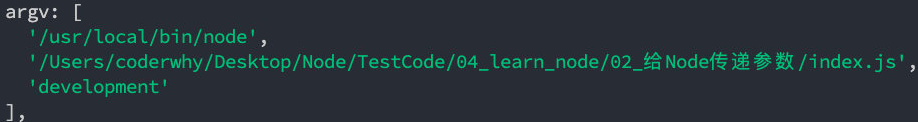 argv: [
  '/usr/local/bin/node',
  '/Users/coderwhy/Desktop/Node/TestCode/04_learn_node/02_给Node传递参数/index.js',
  'development'
],